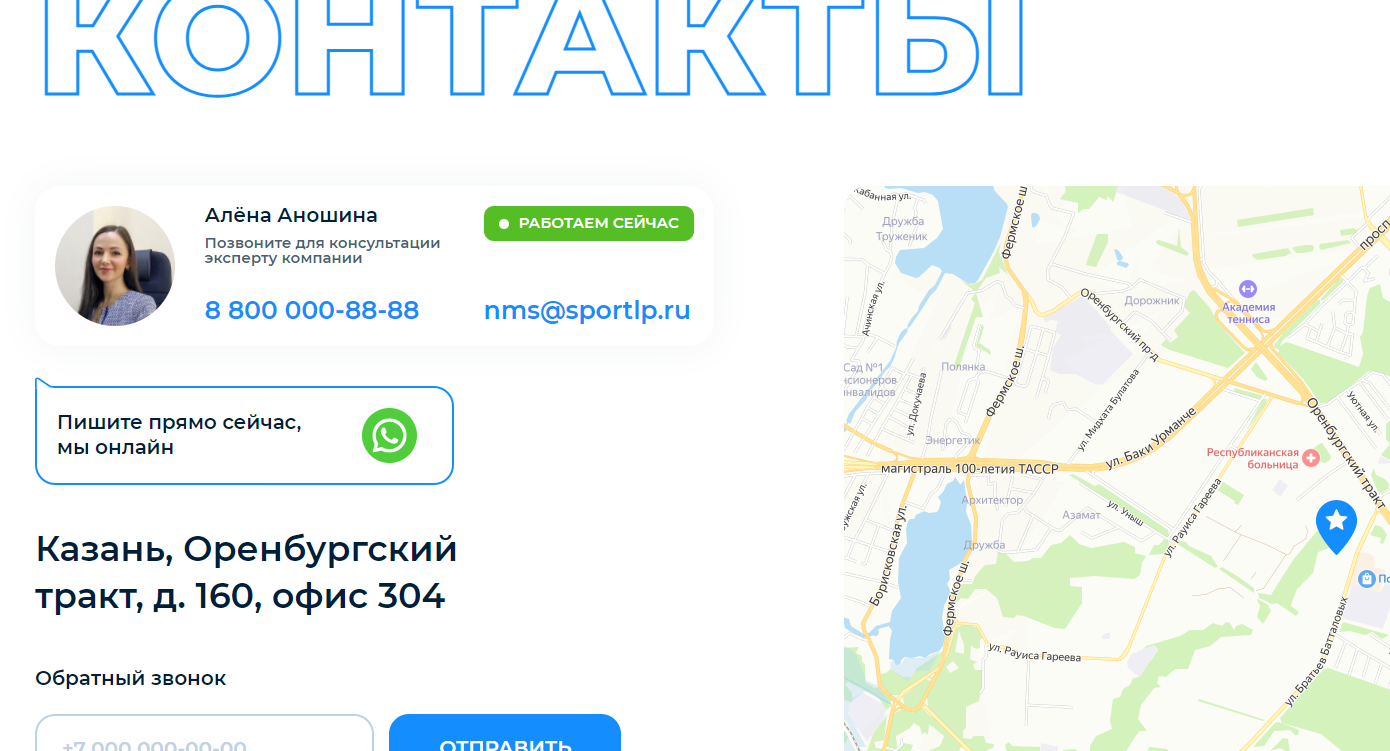 КОНТАКТЫ
Алёна Аношина
Позвоните для консультации
эксперту компании
8 800 000-88-88
РАБОТАЕМ СЕЙЧАС
nms@sportlp.ru
Пишите прямо сейчас,
мы онлайн
Казань, Оренбургский
тракт, д. 160, офис 304
Обратный звонок
+7 000 000-00-00
ОТПРАВИТЬ
Кабанная ул.
Дружба
Труженик
Фермское ш.
просп
Ачинская ул.
Оренбургский пр-д
Дорожник
Академия
тенниса
Сад №1
нсионеров
инвалидов
Полянка
ул. Докучаева
Фермское ш.
ул. Мидхата Булатова
Уютная ул.
Энергетик
магистраль 100-летия ТАССР
ул. Баки Урманче
Республиканская
больница
Оренбургский тракт
Архитектор
Азамат
ул. Уныш
ул. Рауиса Гареева
Борисковская ул.
Дружба
Фермское ш.
ул. Рауиса Гареева
ул. Братьев Батталовых